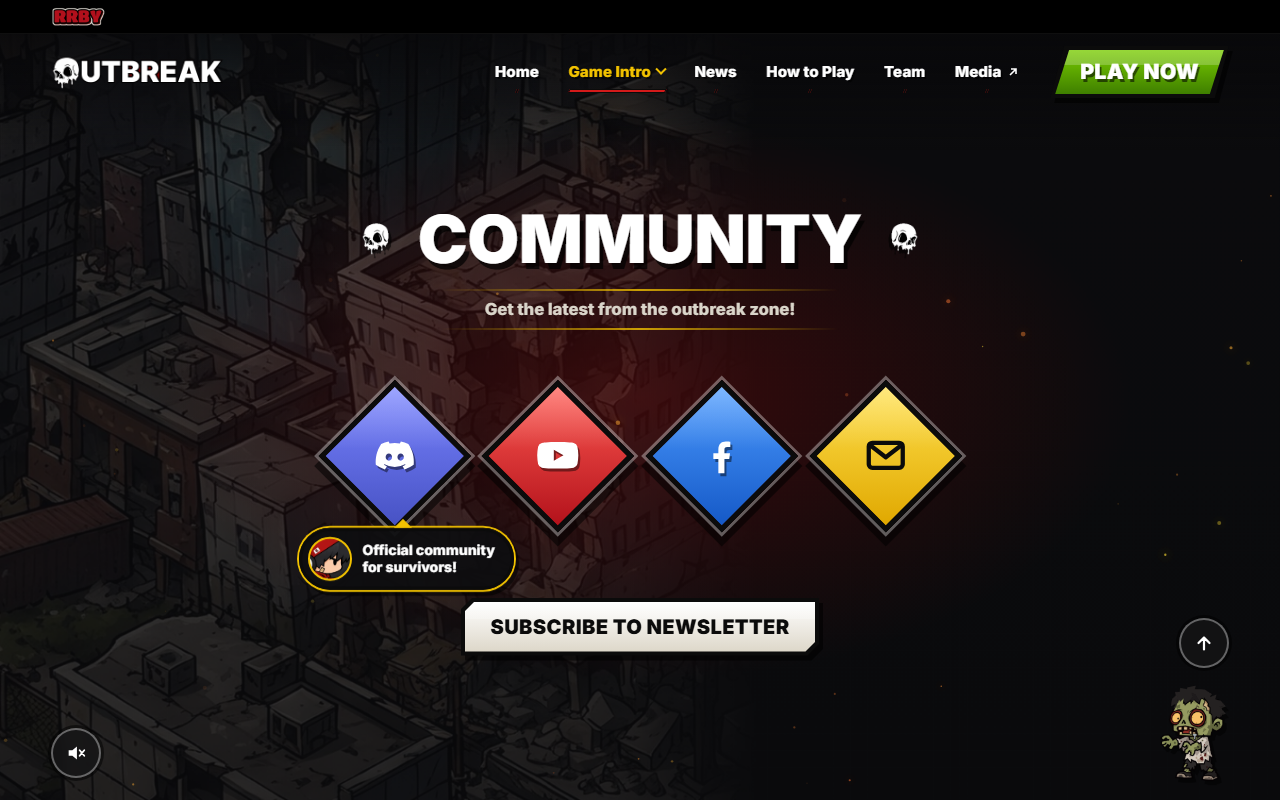 RRBY
OUTBREAK
Home
Game Intro
News
How to Play
Team
Media
PLAY NOW
COMMUNITY
Get the latest from the outbreak zone!
Official community
for survivors!
SUBSCRIBE TO NEWSLETTER